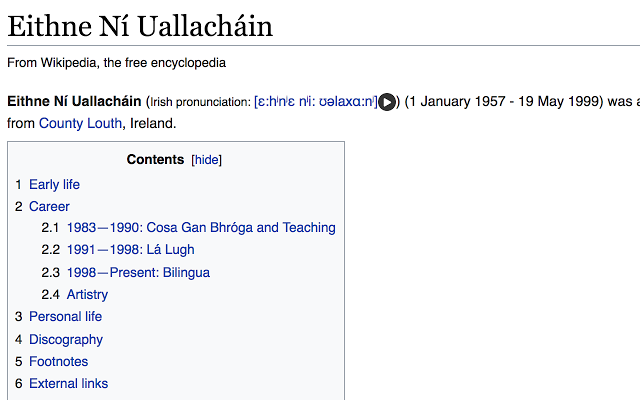 Eithne Ní Uallacháin
From Wikipedia, the free encyclopedia
Eithne Ní Uallacháin (Irish pronunciation: [ɛːhʲnʲɛ nʲiː ʊəlaxɑːnʲ]) (1 January 1957 - 19 May 1999) was a
from County Louth, Ireland.
Contents [hide]
1 Early life
2 Career
2.1 1983—1990: Cosa Gan Bhróga and Teaching
2.2 1991—1998: Lá Lugh
2.3 1998—Present: Bilingua
2.4 Artistry
3 Personal life
4 Discography
5 Footnotes
6 External links